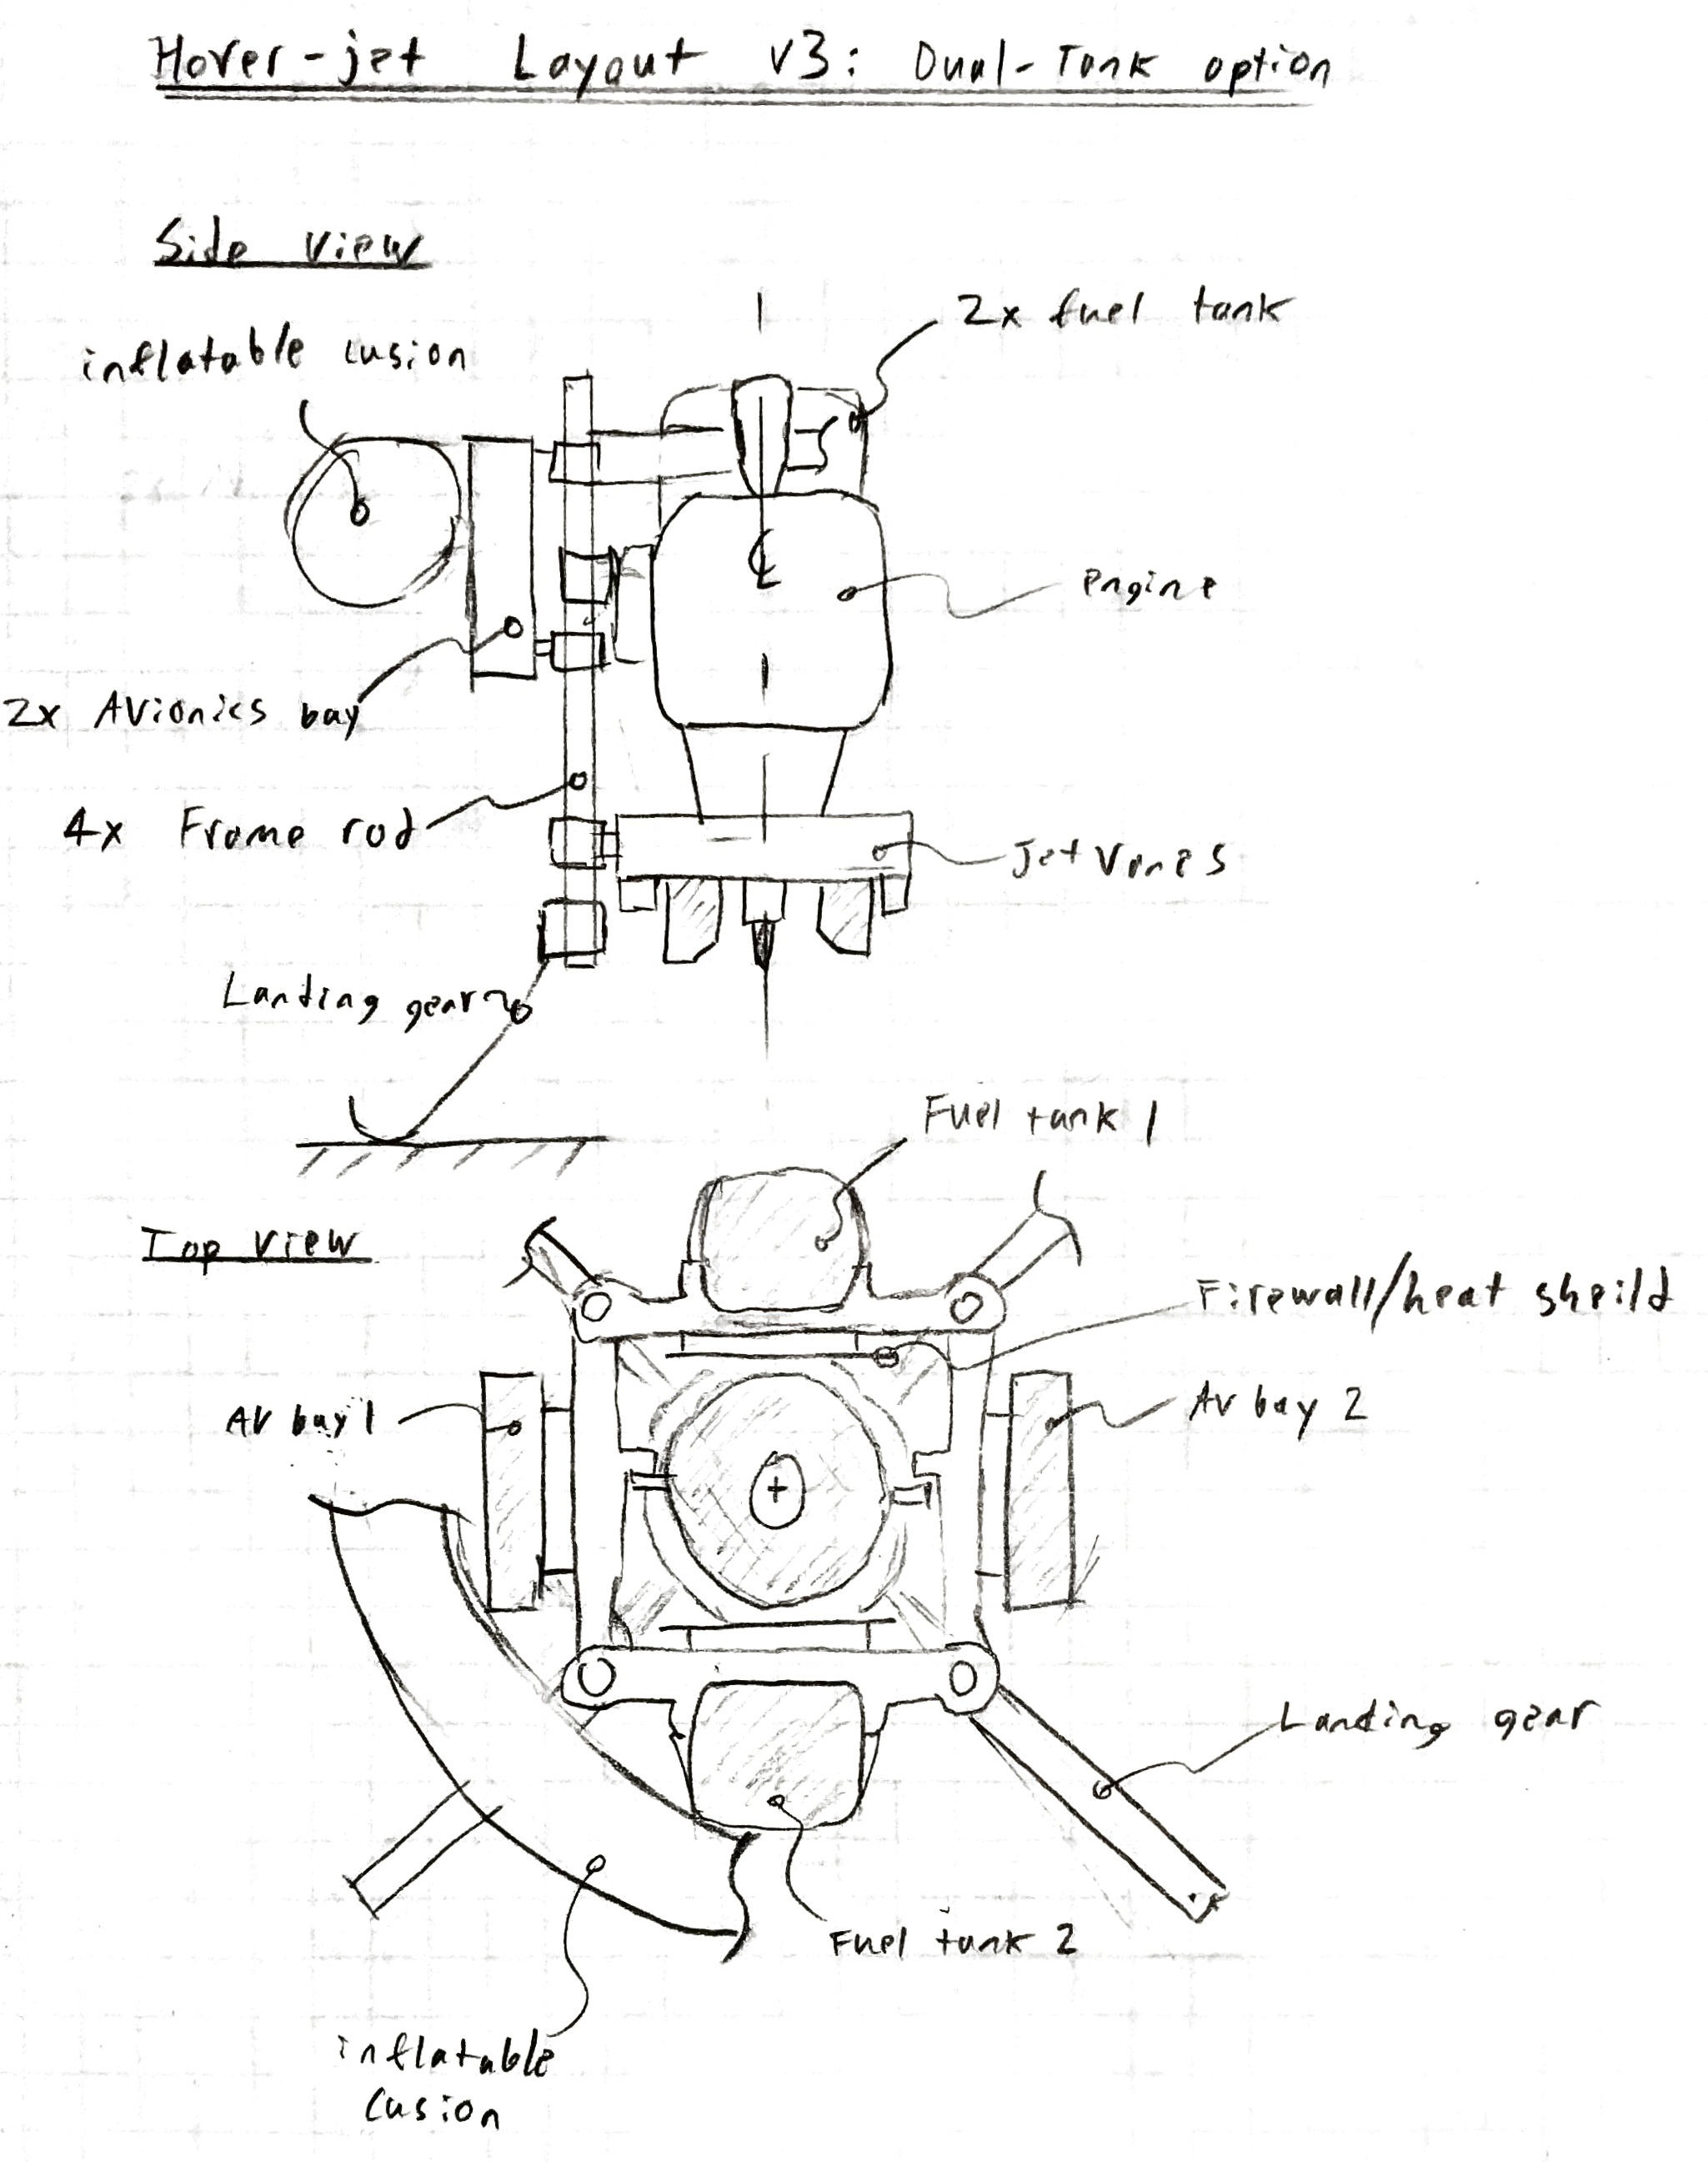 Hover-jet Layout v3: Dual-Tank option
Side View
inflatable cusion
2x fuel tank
engine
2x Avionics bay
4x Frame rod
Jet Vanes
Landing gear
Fuel tank 1
Top View
Firewall/heat sheild
AV bay 1
AV bay 2
Landing gear
Fuel tank 2
inflatable
cusion